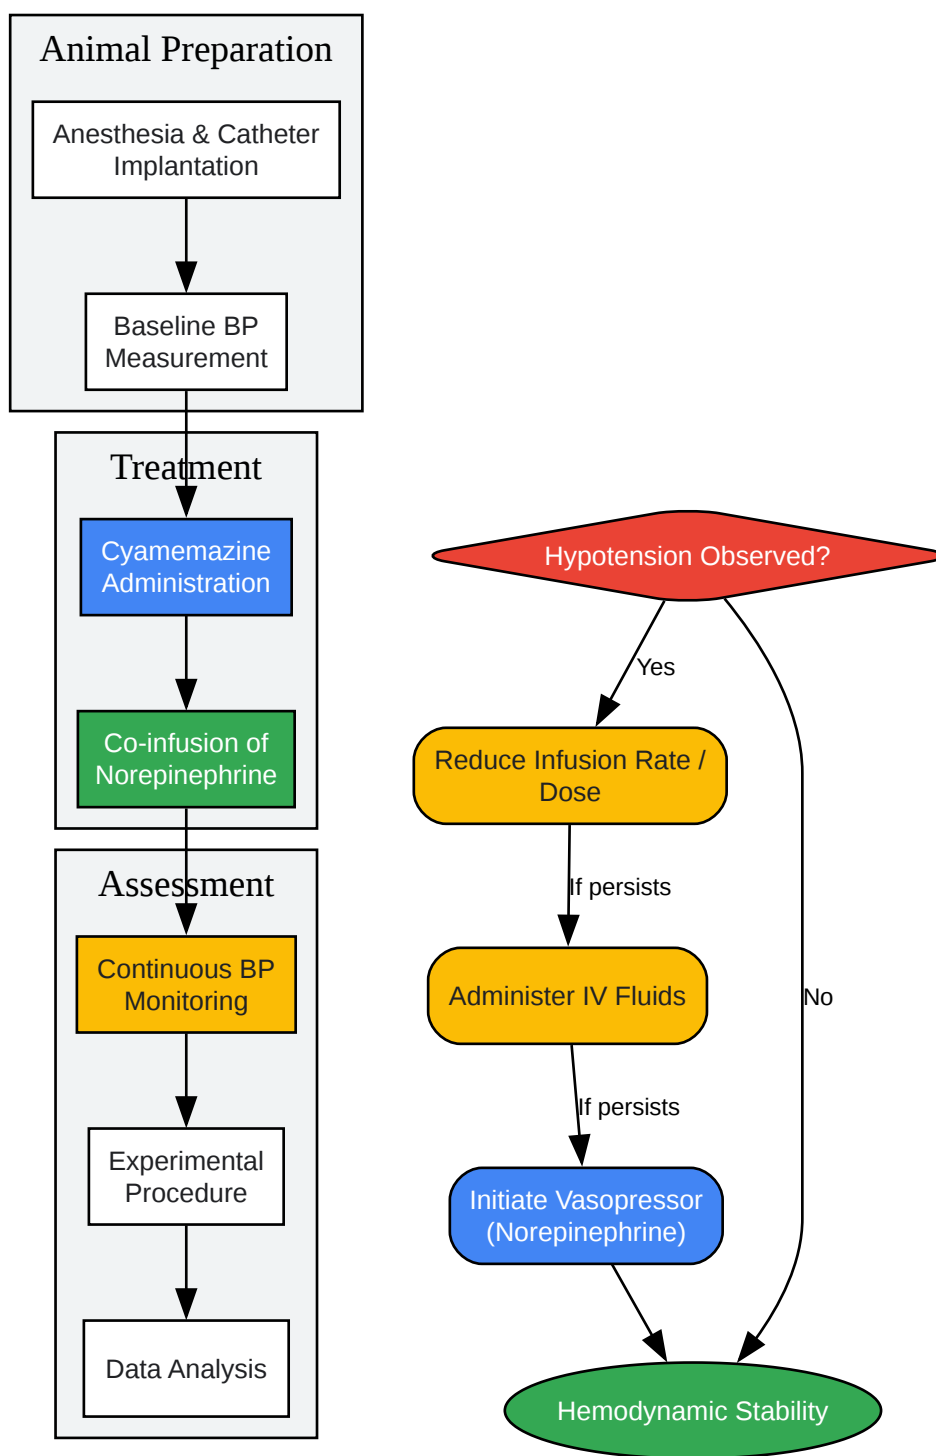 Animal Preparation
Anesthesia & Catheter
Implantation
Baseline BP
Measurement
Treatment
Cyamemazine
Administration
Co-infusion of
Norepinephrine
Assessment
Continuous BP
Monitoring
Experimental
Procedure
Data Analysis
Hypotension Observed?
Yes
Reduce Infusion Rate /
Dose
If persists
Administer IV Fluids
No
If persists
Initiate Vasopressor
(Norepinephrine)
Hemodynamic Stability